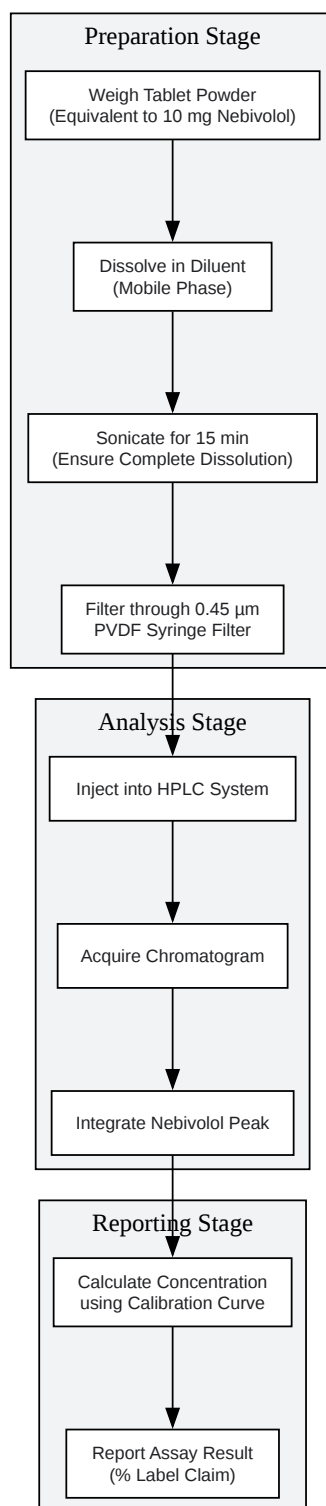 Preparation Stage
Weigh Tablet Powder
(Equivalent to 10 mg Nebivolol)
Dissolve in Diluent
(Mobile Phase)
Sonicate for 15 min
(Ensure Complete Dissolution)
Filter through 0.45 µm
PVDF Syringe Filter
Analysis Stage
Inject into HPLC System
Acquire Chromatogram
Integrate Nebivolol Peak
Reporting Stage
Calculate Concentration
using Calibration Curve
Report Assay Result
(% Label Claim)